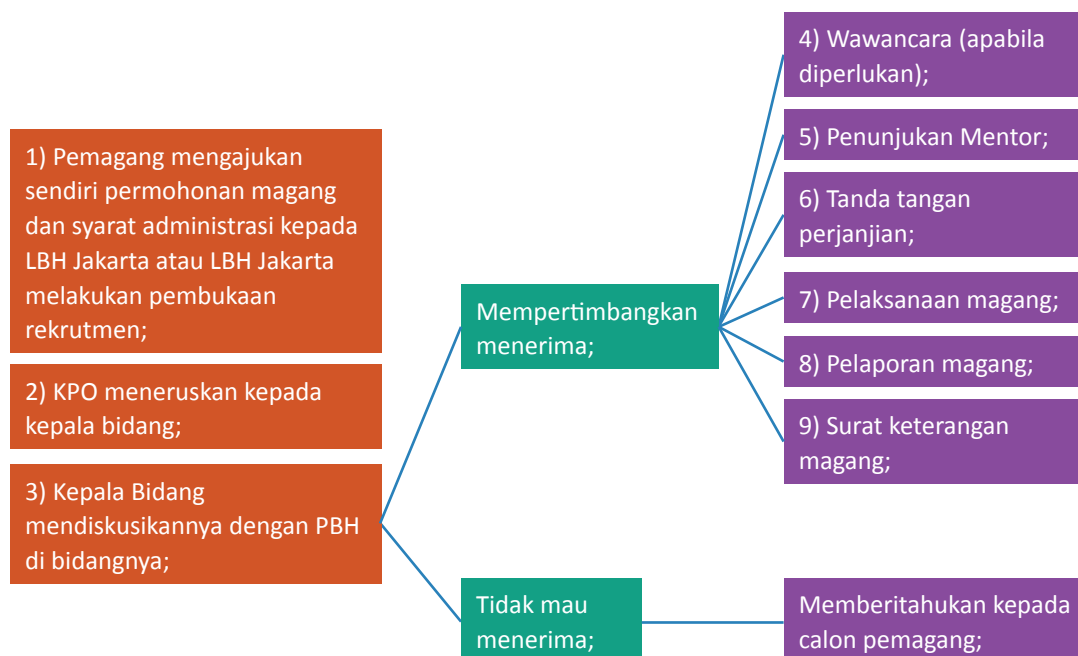 1) Pemagang mengajukan
sendiri permohonan magang
dan syarat administrasi kepada
LBH Jakarta atau LBH Jakarta
melakukan pembukaan
rekrutmen;
2) KPO meneruskan kepada
kepala bidang;
3) Kepala Bidang
mendiskusikannya dengan PBH
di bidangnya;
Mempertimbangkan
menerima;
Tidak mau
menerima;
4) Wawancara (apabila
diperlukan);
5) Penunjukan Mentor;
6) Tanda tangan
perjanjian;
7) Pelaksanaan magang;
8) Pelaporan magang;
9) Surat keterangan
magang;
Memberitahukan kepada
calon pemagang;